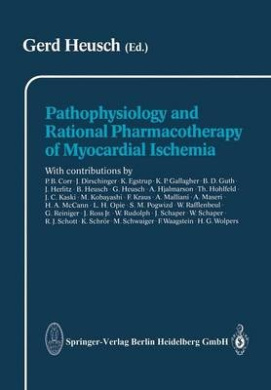 Gerd Heusch (Ed.)
Pathophysiology and
Rational Pharmacotherapy
of Myocardial Ischemia
With contributions by
P. B. Corr · J. Dirschinger · K. Egstrup · K. P. Gallagher · B. D. Guth
J. Herlitz · B. Heusch · G. Heusch · A. Hjalmarson · Th. Hohlfeld
J. C. Kaski · M. Kobayashi · F. Kraus · A. Malliani · A. Maseri
H. A. McCann · L. H. Opie · S. M. Pogwizd · W. Rafflenbeul
G. Reiniger · J. Ross Jr. · W. Rudolph · J. Schaper · W. Schaper
R. J. Schott · K. Schrör · M. Schwaiger · F. Waagstein · H. G. Wolpers
Springer-Verlag Berlin Heidelberg GmbH